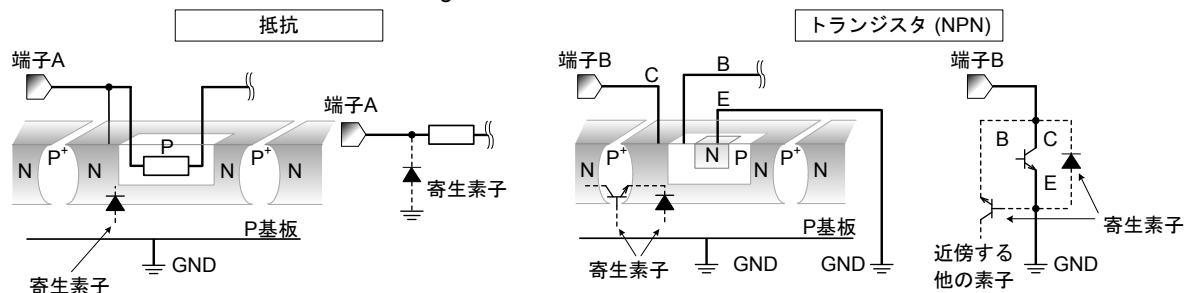 抵抗
トランジスタ (NPN)
端子A
端子A
P
N
P+
N
N
P+
N
寄生素子
P基板
寄生素子
GND
端子B
C
B
E
N
P+
N
N
P
N
P+
N
P基板
寄生素子
GND
GND
端子B
B
C
E
寄生素子
近傍する
他の素子
GND